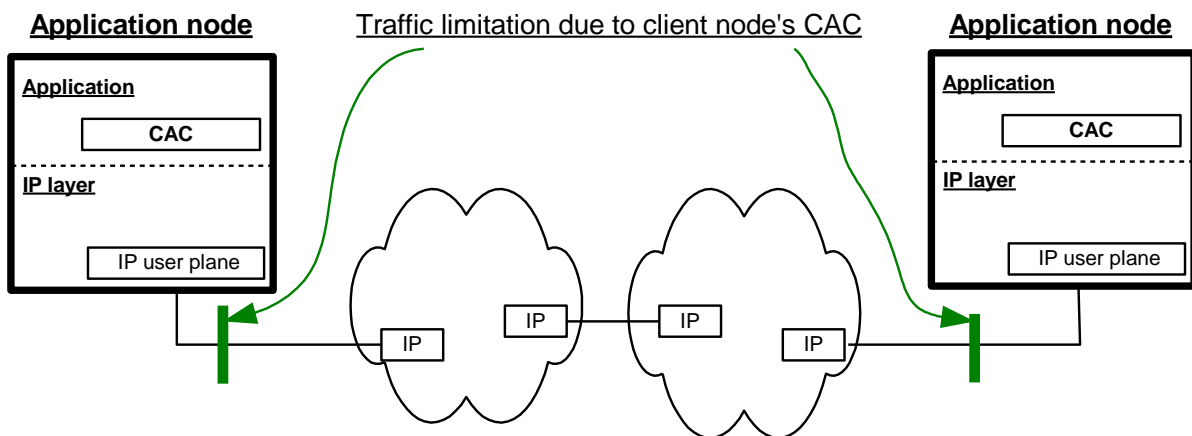 Application node
Traffic limitation due to client node's CAC
Application node
Application
CAC
IP layer
IP user plane
Application
CAC
IP layer
IP user plane
IP
IP
IP
IP